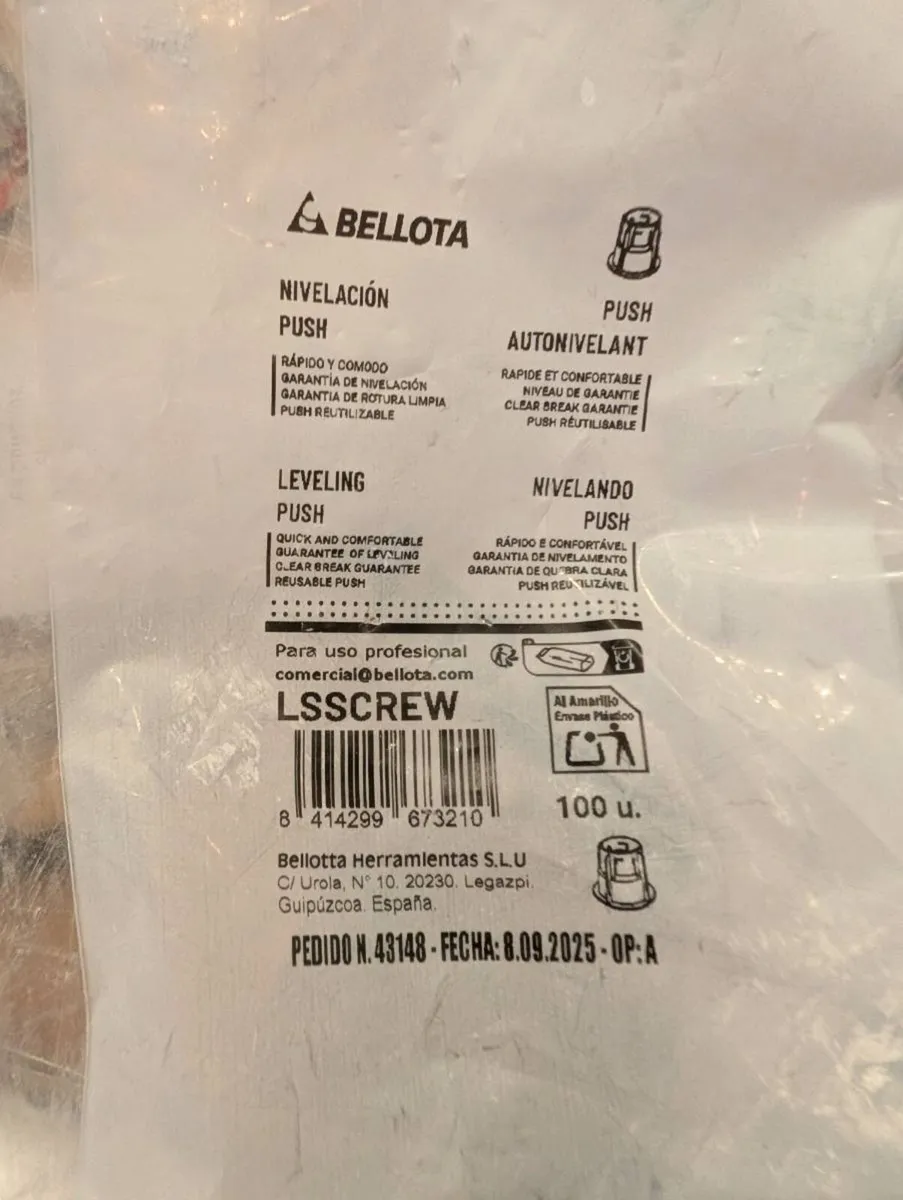 BELLOTA
NIVELACIÓN
PUSH
RÁPIDO Y COMODO
GARANTÍA DE NIVELACIÓN
GARANTIA DE ROTURA LIMPIA
PUSH REUTILIZABLE
PUSH
AUTONIVELANT
RAPIDE ET CONFORTABLE
NIVEAU DE GARANTIE
CLEAR BREAK GARANTIE
PUSH RÉUTILISABLE
LEVELING
PUSH
QUICK AND COMFORTABLE
GUARANTEE OF LEVELING
CLEAR BREAK GUARANTEE
REUSABLE PUSH
NIVELANDO
PUSH
RÁPIDO E CONFORTÁVEL
GARANTIA DE NIVELAMENTO
GARANTIA DE QUEBRA CLARA
PUSH REUTILIZÁVEL
Para uso profesional
comercial@bellota.com
LSSCREW
Al Amarillo
Envase Plástico
8 414299 673210
100 u.
Bellotta Herramientas S.L.U
C/ Urola, N° 10. 20230. Legazpi.
Guipúzcoa. España.
PEDIDO N. 43148 - FECHA: 8.09.2025 - OP: A